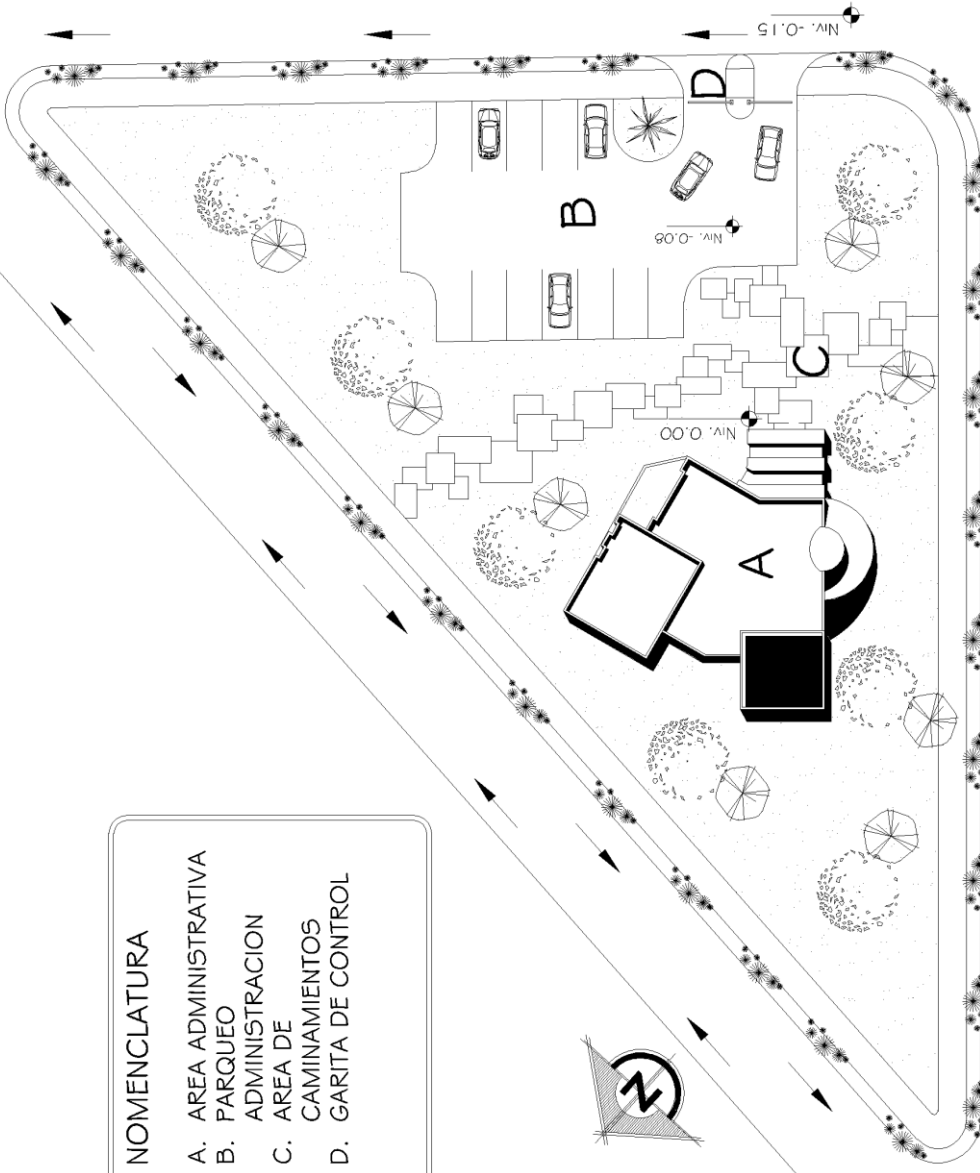 NOMENCLATURA
A. AREA ADMINISTRATIVA
B. PARQUEO
ADMINISTRACION
C. AREA DE
CAMINAMIENTOS
D. GARITA DE CONTROL
N
A
B
C
D
Niv. 0.00
Niv. -0.08
Niv. -0.15